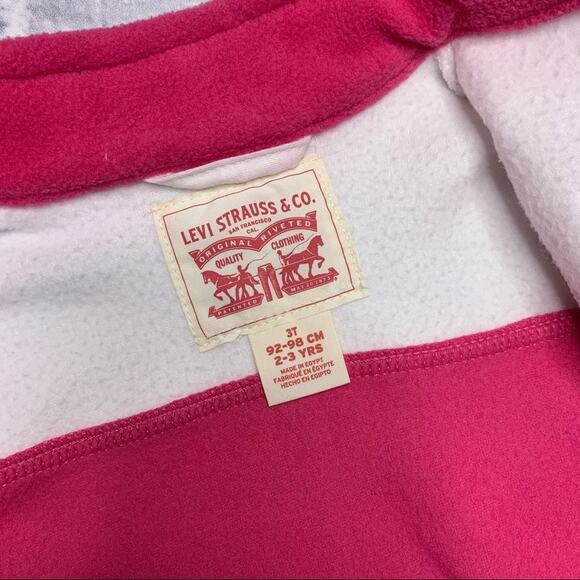 LEVI STRAUSS & CO.
SAN FRANCISCO
CAL.
ORIGINAL RIVETED
QUALITY CLOTHING
PATENTED MAY 20 1873
3T
92-98 CM
2-3 YRS
MADE IN EGYPT
FABRIQUÉ EN ÉGYPTE
HECHO EN EGIPTO